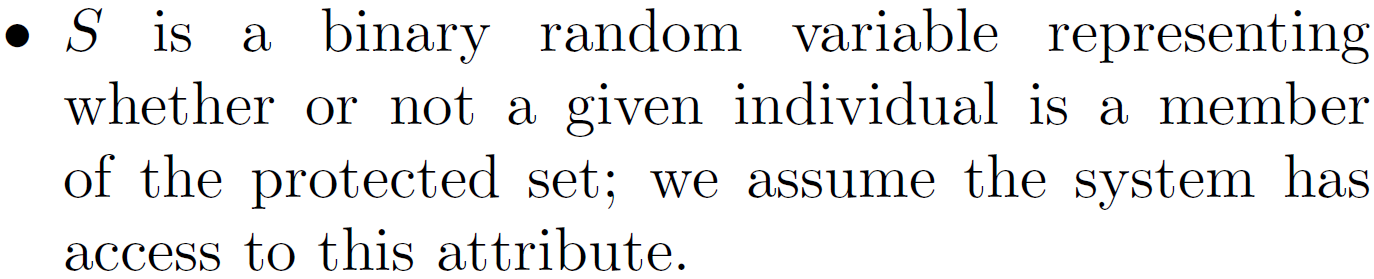 • S is a binary random variable representing
whether or not a given individual is a member
of the protected set; we assume the system has
access to this attribute.